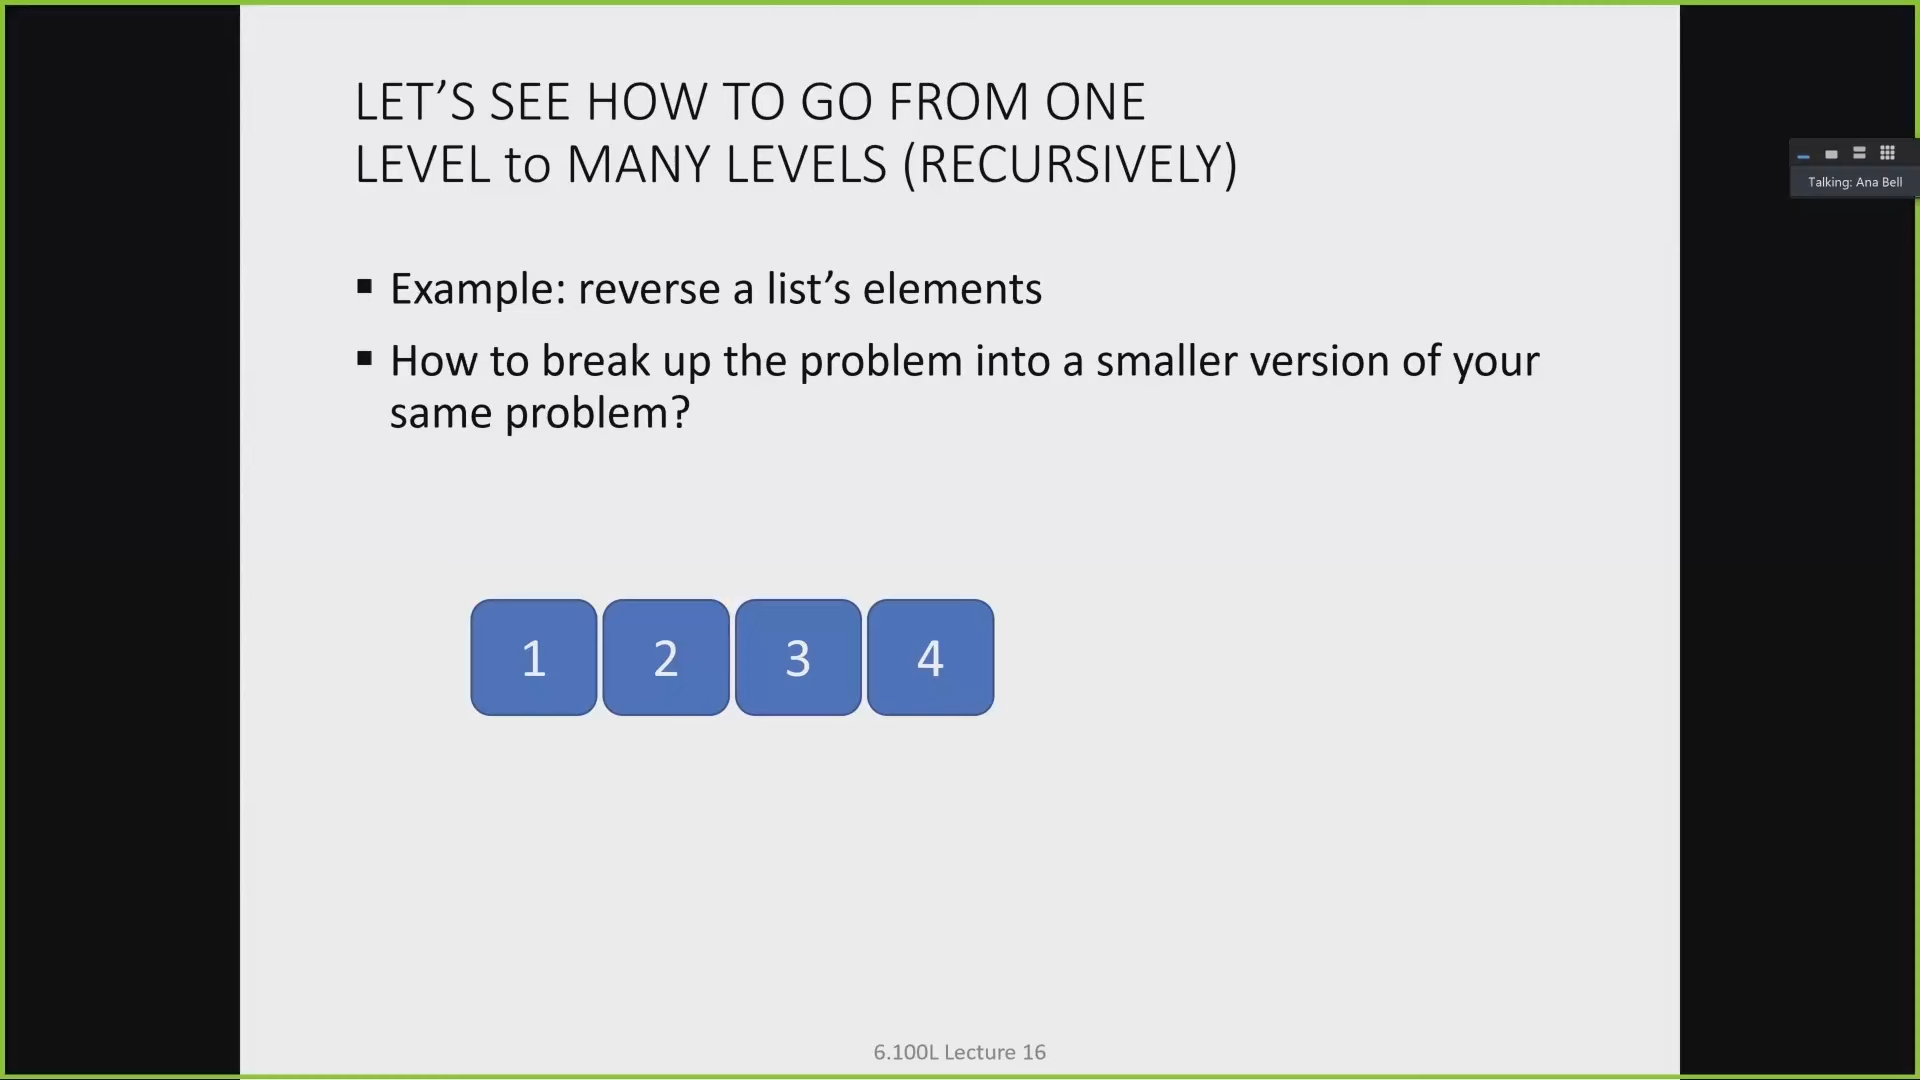 LET’S SEE HOW TO GO FROM ONE
LEVEL to MANY LEVELS (RECURSIVELY)
Talking: Ana Bell
▪ Example: reverse a list’s elements
▪ How to break up the problem into a smaller version of your
same problem?
1 2 3 4
6.100L Lecture 16